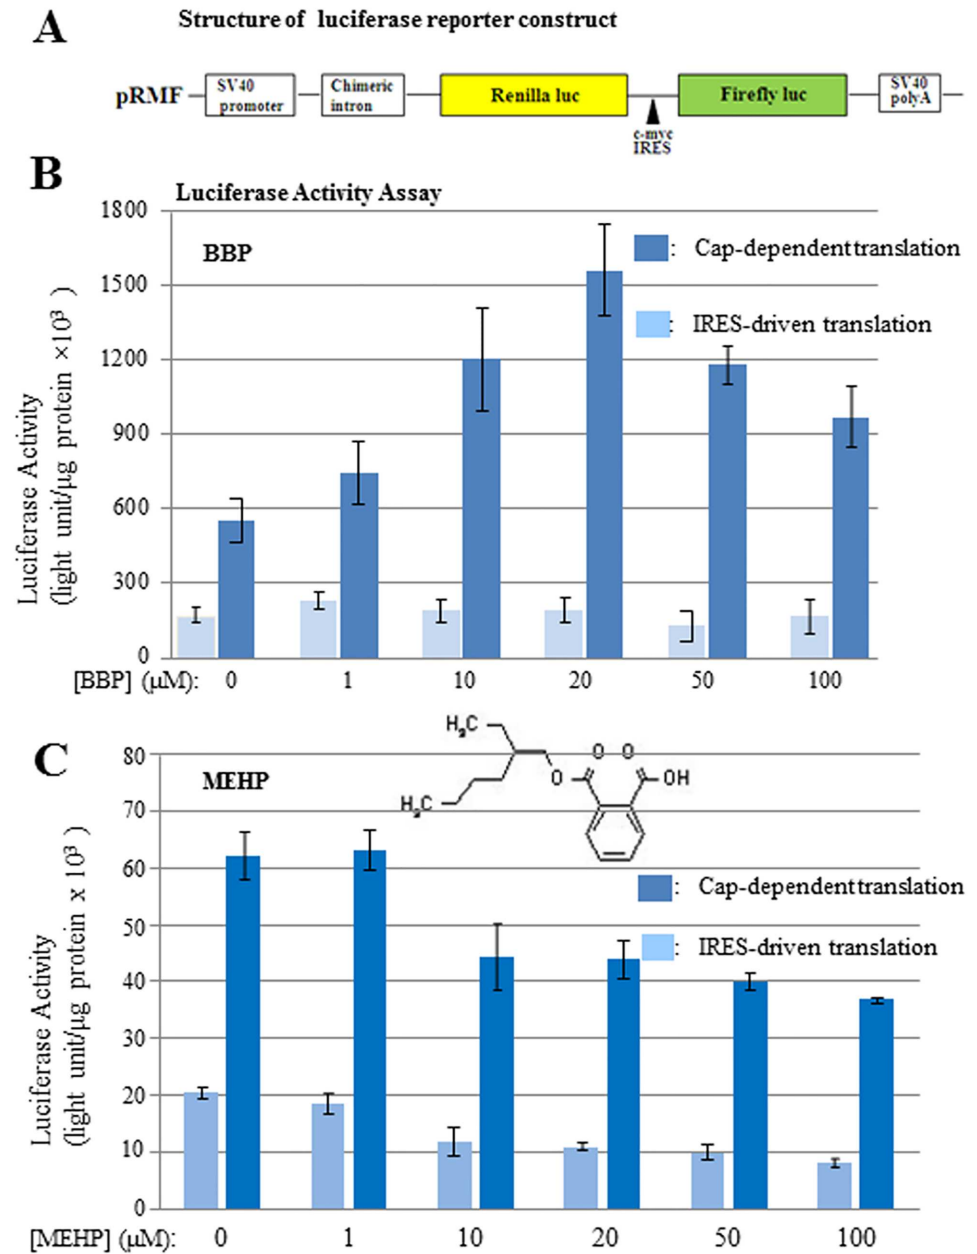 A
Structure of luciferase reporter construct
pRMF
SV40
promoter
Chimeric
intron
Renilla luc
c-myc
IRES
Firefly luc
SV40
polyA
B
Luciferase Activity Assay
BBP
: Cap-dependent translation
: IRES-driven translation
Luciferase Activity
(light unit/µg protein ×10³ )
1800
1500
1200
900
600
300
0
[BBP] (µM): 0 1 10 20 50 100
C
MEHP
H₃C
H₃C
O
O O
OH
: Cap-dependent translation
: IRES-driven translation
Luciferase Activity
(light unit/µg protein x 10³ )
80
70
60
50
40
30
20
10
0
[MEHP] (µM): 0 1 10 20 50 100